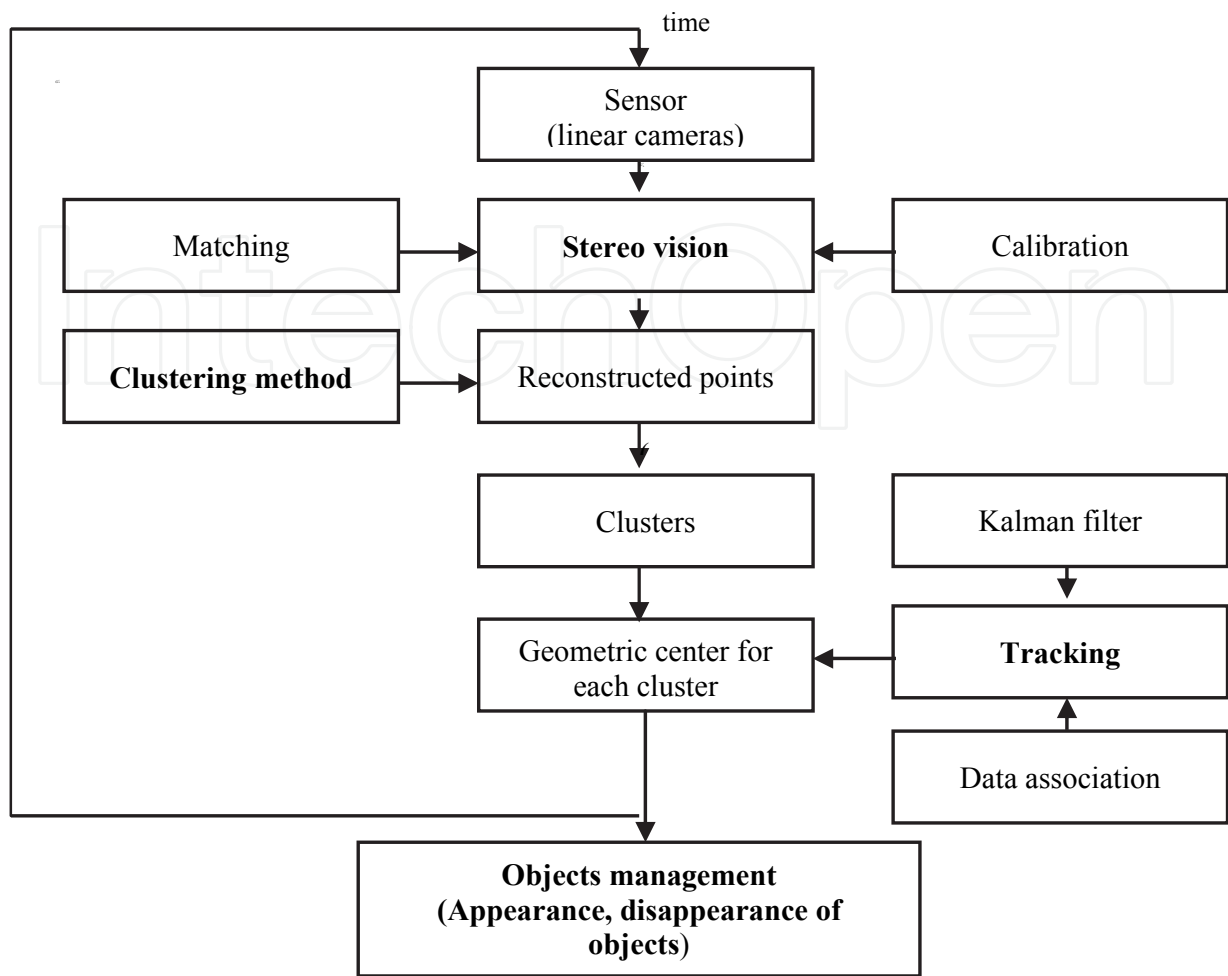 time
Sensor
(linear cameras)
Matching
Stereo vision
Calibration
Clustering method
Reconstructed points
Clusters
Kalman filter
Geometric center for
each cluster
Tracking
Data association
Objects management
(Appearance, disappearance of
objects)
IntechOpen